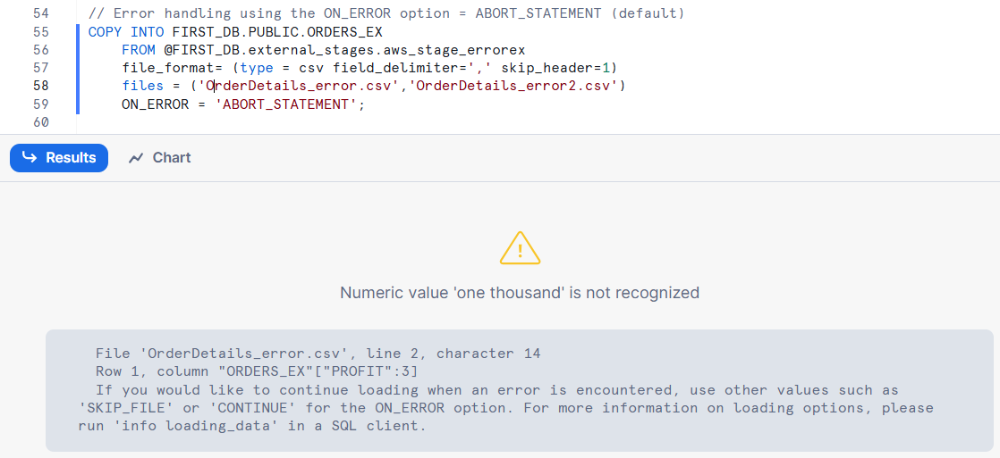 54 // Error handling using the ON_ERROR option = ABORT_STATEMENT (default)
55 COPY INTO FIRST_DB.PUBLIC.ORDERS_EX
56 FROM @FIRST_DB.external_stages.aws_stage_errorex
57 file_format= (type = csv field_delimiter=',' skip_header=1)
58 files = ('OrderDetails_error.csv','OrderDetails_error2.csv')
59 ON_ERROR = 'ABORT_STATEMENT';
60
Results Chart
Numeric value 'one thousand' is not recognized
File 'OrderDetails_error.csv', line 2, character 14
Row 1, column "ORDERS_EX"["PROFIT":3]
If you would like to continue loading when an error is encountered, use other values such as
'SKIP_FILE' or 'CONTINUE' for the ON_ERROR option. For more information on loading options, please
run 'info loading_data' in a SQL client.